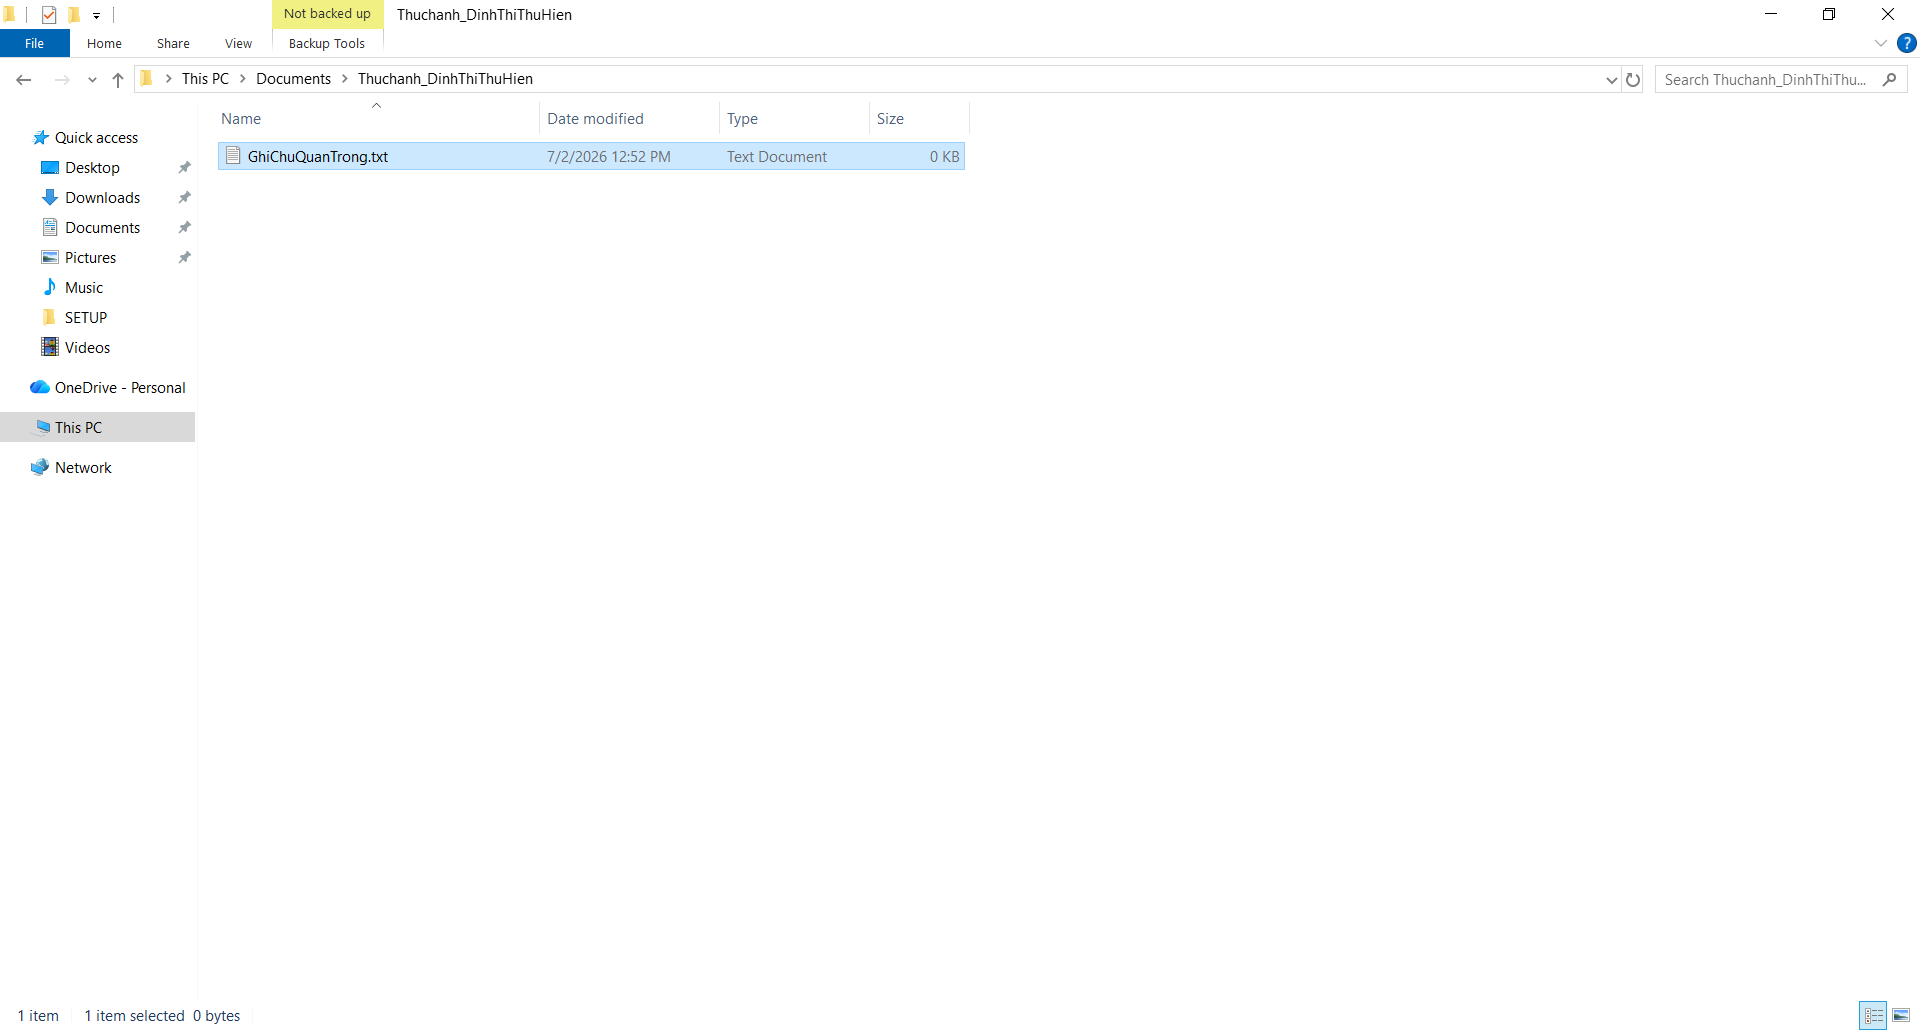 Not backed up Thuchanh_DinhThiThuHien
File Home Share View Backup Tools
This PC Documents Thuchanh_DinhThiThuHien Search Thuchanh_DinhThiThu...
Name Date modified Type Size
GhiChuQuanTrong.txt 7/2/2026 12:52 PM Text Document 0 KB
Quick access
Desktop
Downloads
Documents
Pictures
Music
SETUP
Videos
OneDrive - Personal
This PC
Network
1 item 1 item selected 0 bytes